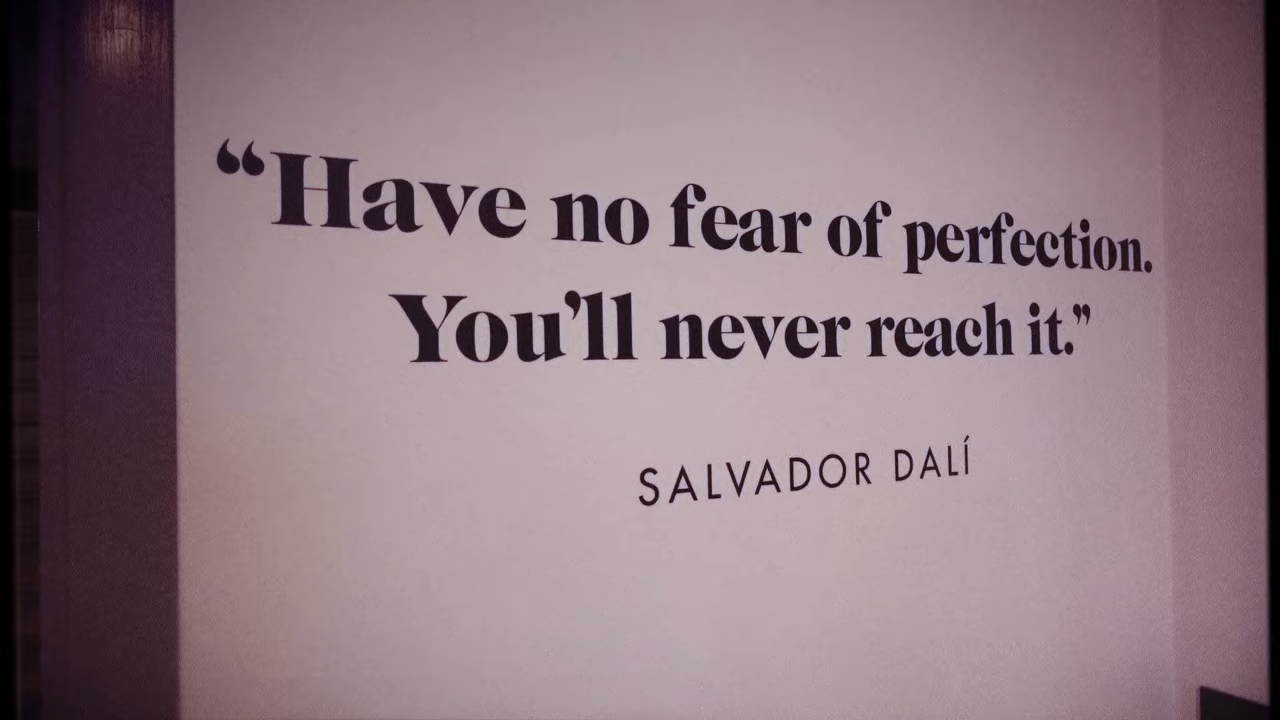 “Have no fear of perfection.
You’ll never reach it.”
SALVADOR DALÍ